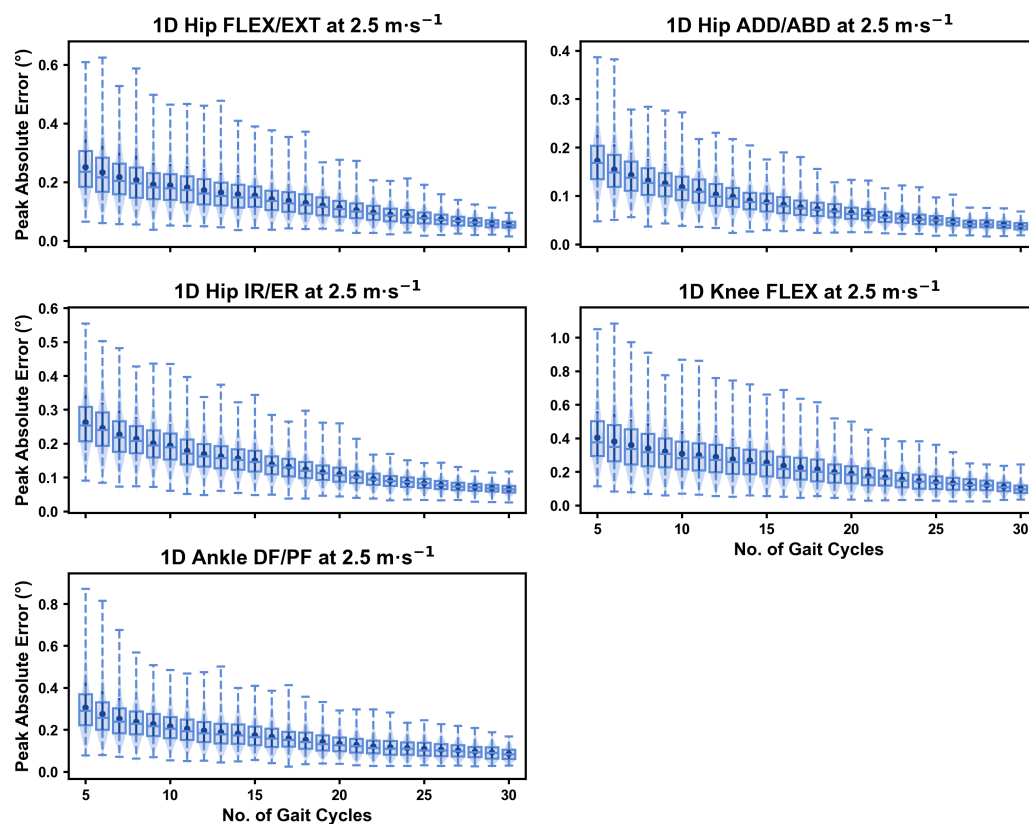 1D Hip FLEX/EXT at 2.5 m·s⁻¹
Peak Absolute Error (°)
0.6
0.4
0.2
0.0
1D Hip ADD/ABD at 2.5 m·s⁻¹
0.4
0.3
0.2
0.1
0.0
1D Hip IR/ER at 2.5 m·s⁻¹
Peak Absolute Error (°)
0.6
0.5
0.4
0.3
0.2
0.1
0.0
1D Knee FLEX at 2.5 m·s⁻¹
1.0
0.8
0.6
0.4
0.2
0.0
5 10 15 20 25 30
No. of Gait Cycles
1D Ankle DF/PF at 2.5 m·s⁻¹
Peak Absolute Error (°)
0.8
0.6
0.4
0.2
0.0
5 10 15 20 25 30
No. of Gait Cycles